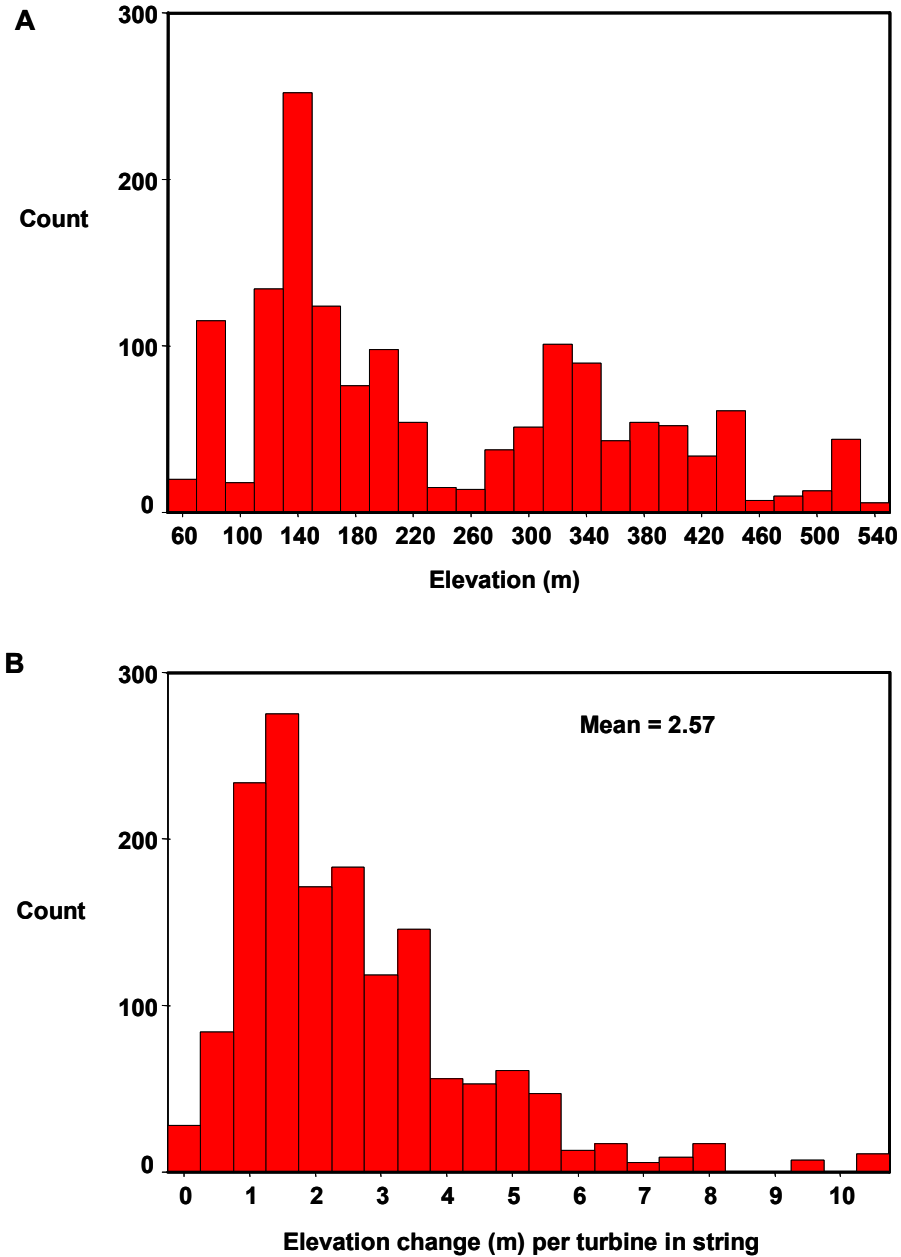 A
300
200
Count
100
0
60 100 140 180 220 260 300 340 380 420 460 500 540
Elevation (m)
B
300
Mean = 2.57
200
Count
100
0
0 1 2 3 4 5 6 7 8 9 10
Elevation change (m) per turbine in string